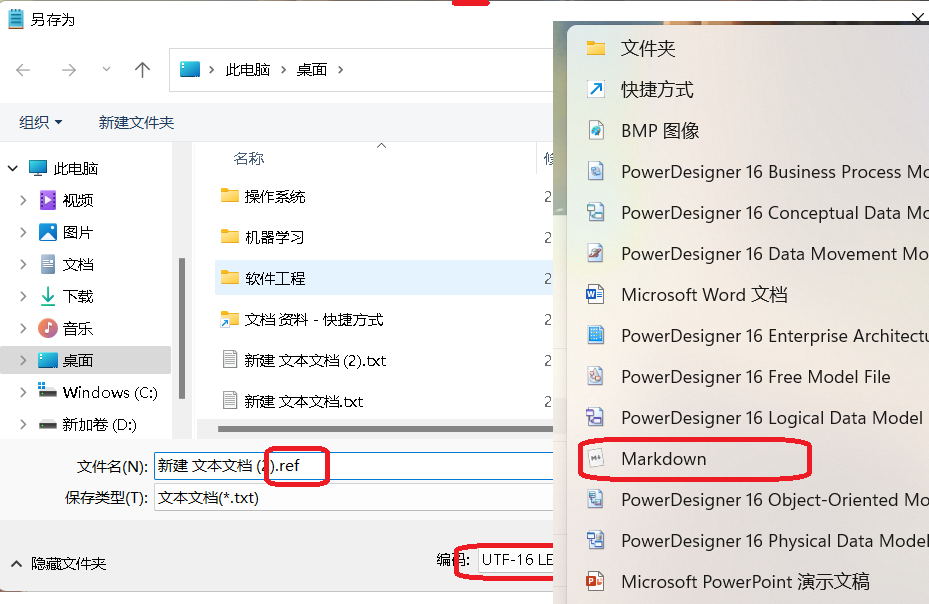 另存为
此电脑
桌面
组织
新建文件夹
此电脑
视频
图片
文档
下载
音乐
桌面
Windows (C:)
新加卷 (D:)
名称
修
操作系统
2
机器学习
2
软件工程
2
文档资料 - 快捷方式
2
新建 文本文档 (2).txt
2
新建 文本文档.txt
2
文件名(N):
新建 文本文档 (2).ref
保存类型(T):
文本文档(*.txt)
隐藏文件夹
编码:
UTF-16 LE
文件夹
快捷方式
BMP 图像
PowerDesigner 16 Business Process Mo
PowerDesigner 16 Conceptual Data Mo
PowerDesigner 16 Data Movement Mo
Microsoft Word 文档
PowerDesigner 16 Enterprise Architectu
PowerDesigner 16 Free Model File
PowerDesigner 16 Logical Data Model
Markdown
PowerDesigner 16 Object-Oriented Mo
PowerDesigner 16 Physical Data Model
Microsoft PowerPoint 演示文稿